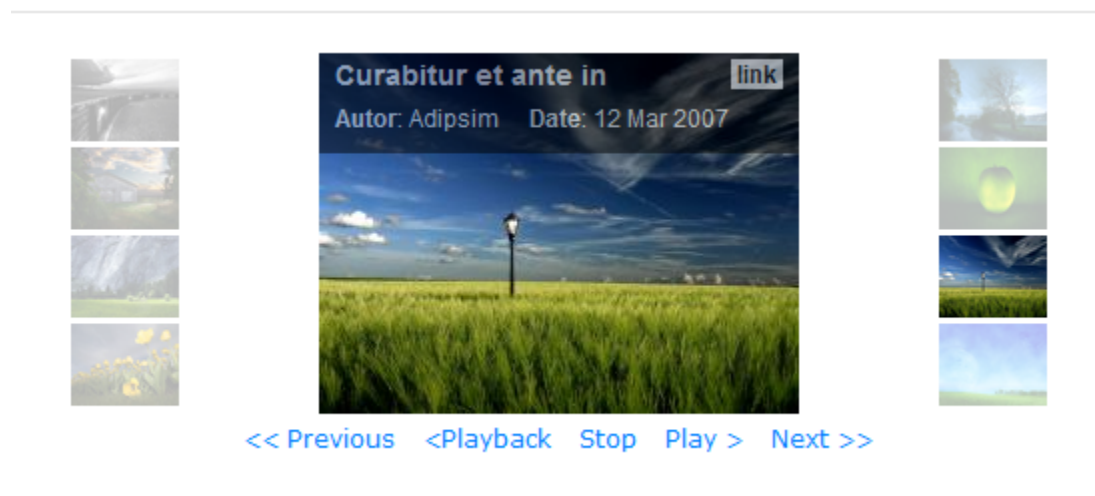 Curabitur et ante in link
Autor: Adipsim Date: 12 Mar 2007
<< Previous <Playback Stop Play > Next >>